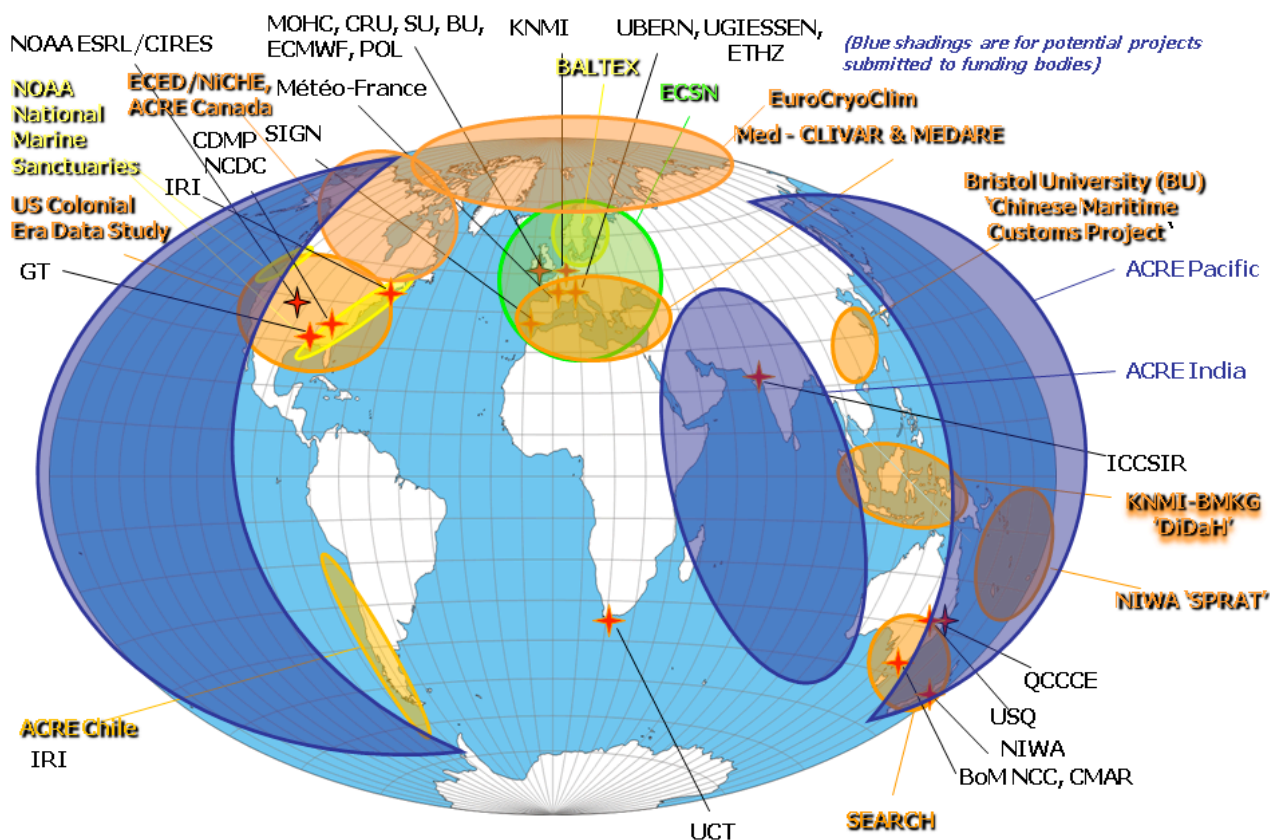 MOHC, CRU, SU, BU,
ECMWF, POL
KNMI
UBERN, UGIESSEN,
ETHZ
(Blue shadings are for potential projects
submitted to funding bodies)
NOAA ESRL/CIRES
BALTEX
NOAA
National
Marine
Sanctuaries
ECED/NiCHE,
ACRE Canada
Météo-France
ECSN
EuroCryoClim
CDMP
NCDC
SIGN
Med - CLIVAR & MEDARE
IRI
US Colonial
Era Data Study
Bristol University (BU)
'Chinese Maritime
Customs Project'
GT
ACRE Pacific
ACRE India
ICCSIR
KNMI-BMKG
'DiDaH'
NIWA 'SPRAT'
QCCCE
USQ
NIWA
BoM NCC, CMAR
ACRE Chile
IRI
SEARCH
UCT